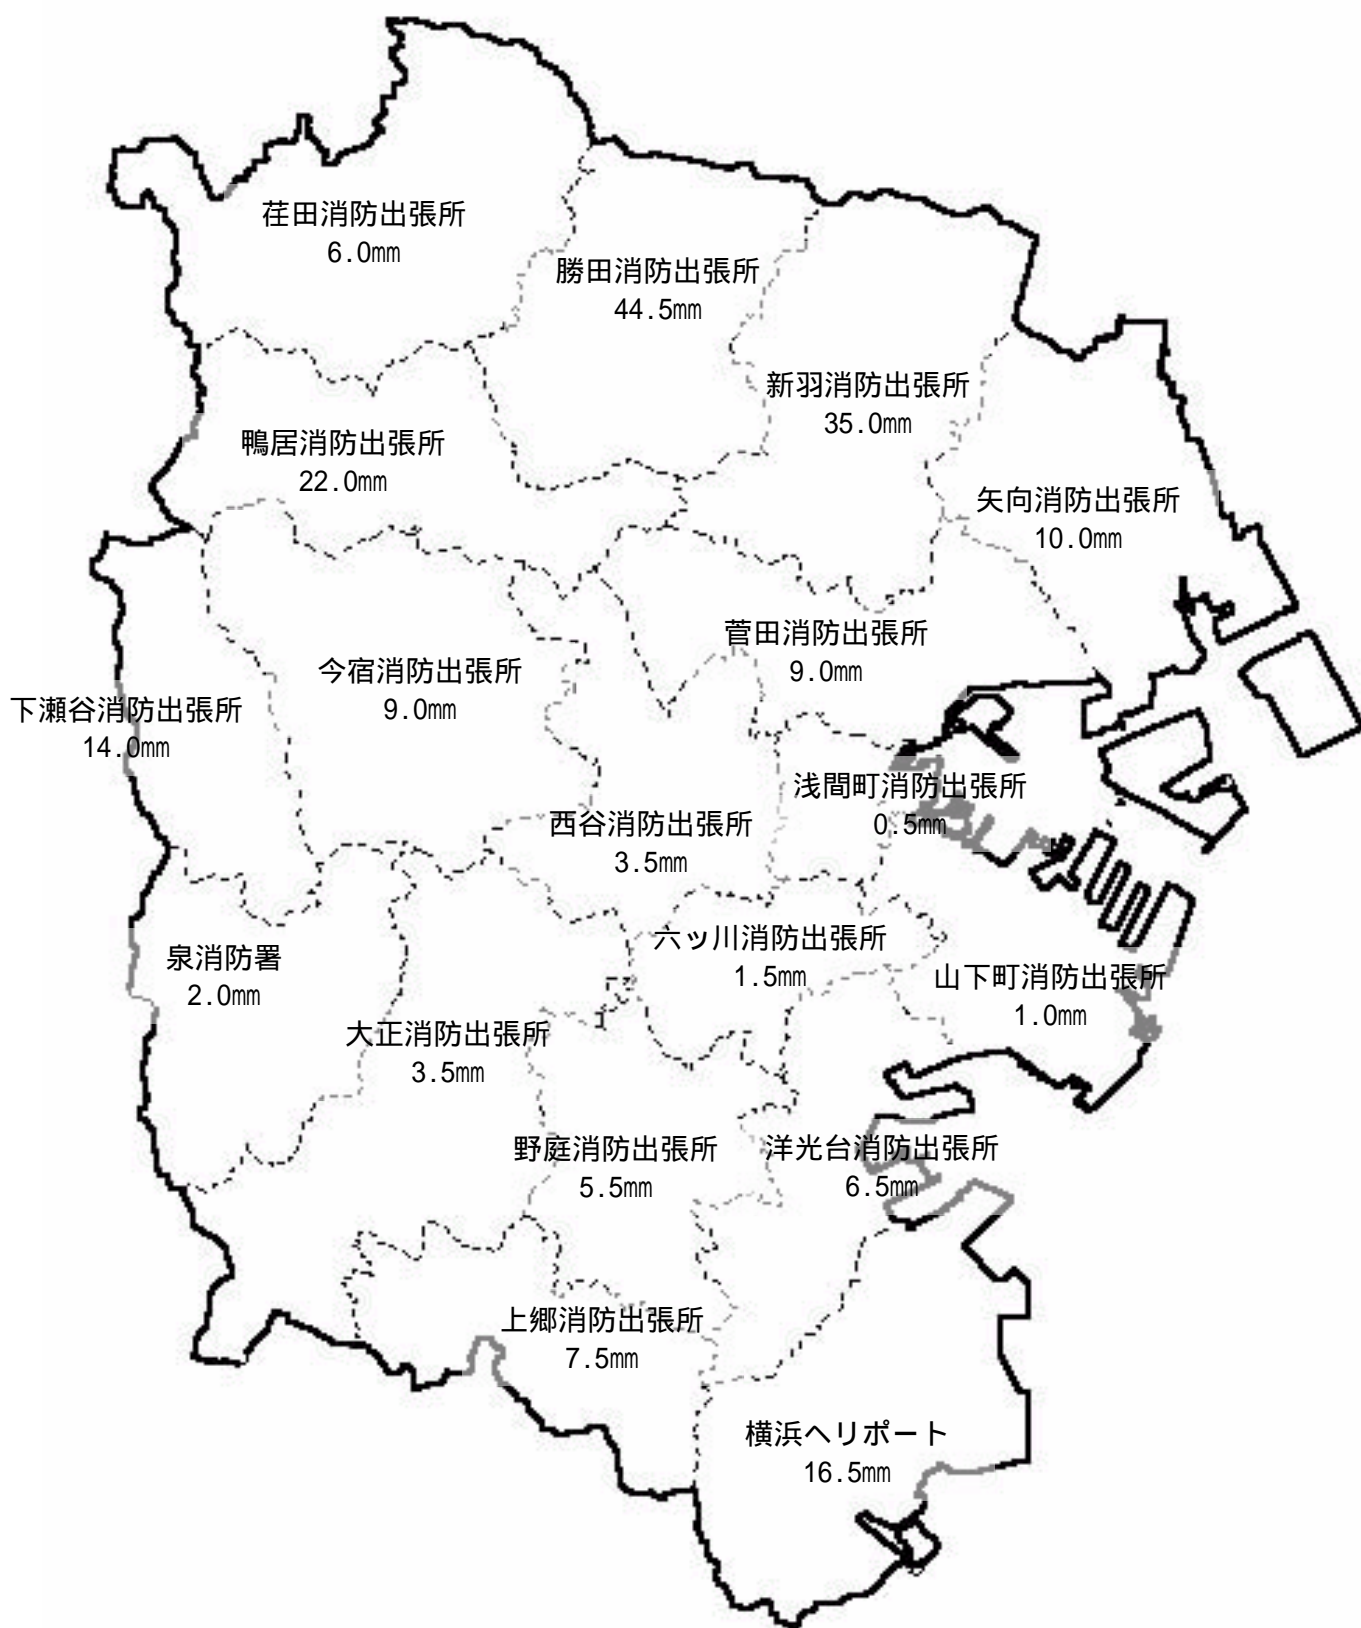 荏田消防出張所
6.0mm
勝田消防出張所
44.5mm
新羽消防出張所
35.0mm
鴨居消防出張所
22.0mm
矢向消防出張所
10.0mm
菅田消防出張所
9.0mm
今宿消防出張所
9.0mm
下瀬谷消防出張所
14.0mm
浅間町消防出張所
0.5mm
西谷消防出張所
3.5mm
六ッ川消防出張所
1.5mm
泉消防署
2.0mm
山下町消防出張所
1.0mm
大正消防出張所
3.5mm
野庭消防出張所
5.5mm
洋光台消防出張所
6.5mm
上郷消防出張所
7.5mm
横浜ヘリポート
16.5mm